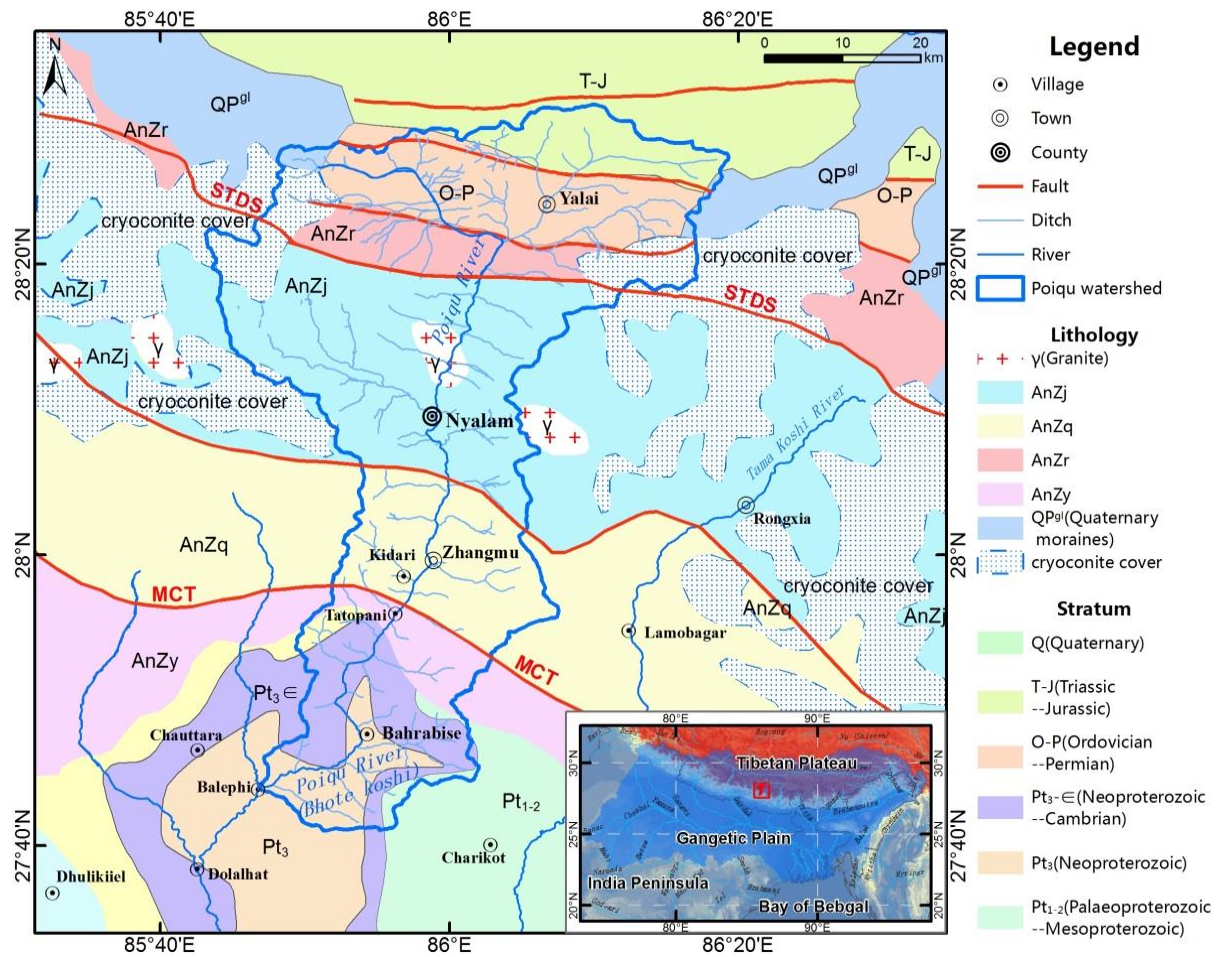 85°40'E
86°E
86°20'E
N
0
10
20
km
T-J
QPgl
AnZr
T-J
QPgl
O-P
O-P
Yalai
STDS
cryoconite cover
AnZr
cryoconite cover
28°20'N
28°20'N
QPgl
AnZj
AnZj
Poiqu River
STDS
AnZr
γ
AnZj
γ
γ
cryoconite cover
Nyalam
γ
Tama Koshi River
Rongxia
AnZq
Kidari
Zhangmu
28°N
28°N
MCT
cryoconite cover
AnZq
AnZj
Tatopani
Lamobagar
AnZy
MCT
Pt3∈
Chauttara
Bahrabise
Balephi
Poiqu River
(Bhote koshi)
Pt1-2
Pt3
Charikot
27°40'N
27°40'N
Dhulikiiel
Dolalhat
85°40'E
86°E
86°20'E
80°E
90°E
30°N
30°N
Tibetan Plateau
25°N
25°N
Gangetic Plain
India Peninsula
20°N
20°N
Bay of Bebgal
80°E
90°E
Legend
Village
Town
County
Fault
Ditch
River
Poiqu watershed
Lithology
γ(Granite)
AnZj
AnZq
AnZr
AnZy
QPgl(Quaternary
moraines)
cryoconite cover
Stratum
Q(Quaternary)
T-J(Triassic
--Jurassic)
O-P(Ordovician
--Permian)
Pt3-∈(Neoproterozoic
--Cambrian)
Pt3(Neoproterozoic)
Pt1-2(Palaeoproterozoic
--Mesoproterozoic)